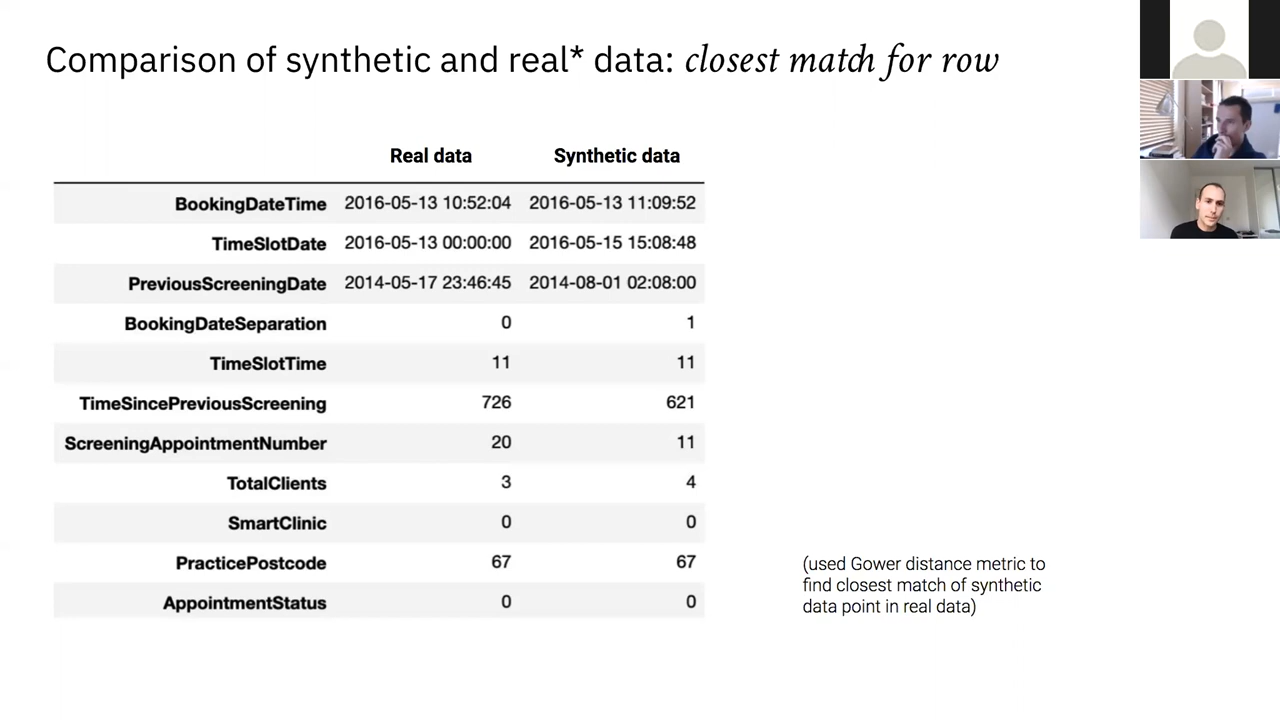 Comparison of synthetic and real* data: closest match for row
Real data Synthetic data
BookingDateTime 2016-05-13 10:52:04 2016-05-13 11:09:52
TimeSlotDate 2016-05-13 00:00:00 2016-05-15 15:08:48
PreviousScreeningDate 2014-05-17 23:46:45 2014-08-01 02:08:00
BookingDateSeparation 0 1
TimeSlotTime 11 11
TimeSincePreviousScreening 726 621
ScreeningAppointmentNumber 20 11
TotalClients 3 4
SmartClinic 0 0
PracticePostcode 67 67
AppointmentStatus 0 0
(used Gower distance metric to
find closest match of synthetic
data point in real data)